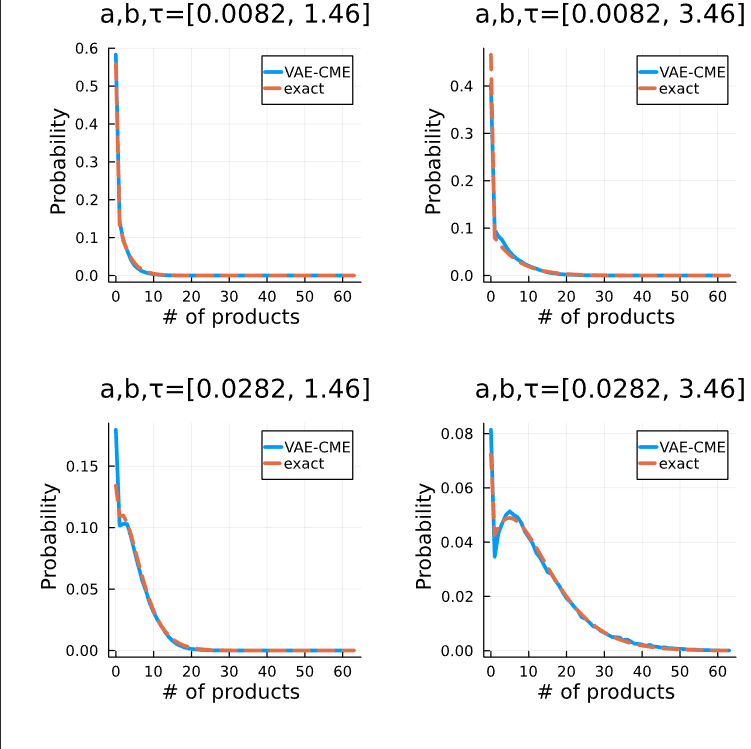 a,b,τ=[0.0082, 1.46]
0.6
0.5
0.4
0.3
0.2
0.1
0.0
Probability
VAE-CME
exact
0 10 20 30 40 50 60
# of products
a,b,τ=[0.0082, 3.46]
0.4
0.3
0.2
0.1
0.0
Probability
VAE-CME
exact
0 10 20 30 40 50 60
# of products
a,b,τ=[0.0282, 1.46]
0.15
0.10
0.05
0.00
Probability
VAE-CME
exact
0 10 20 30 40 50 60
# of products
a,b,τ=[0.0282, 3.46]
0.08
0.06
0.04
0.02
0.00
Probability
VAE-CME
exact
0 10 20 30 40 50 60
# of products